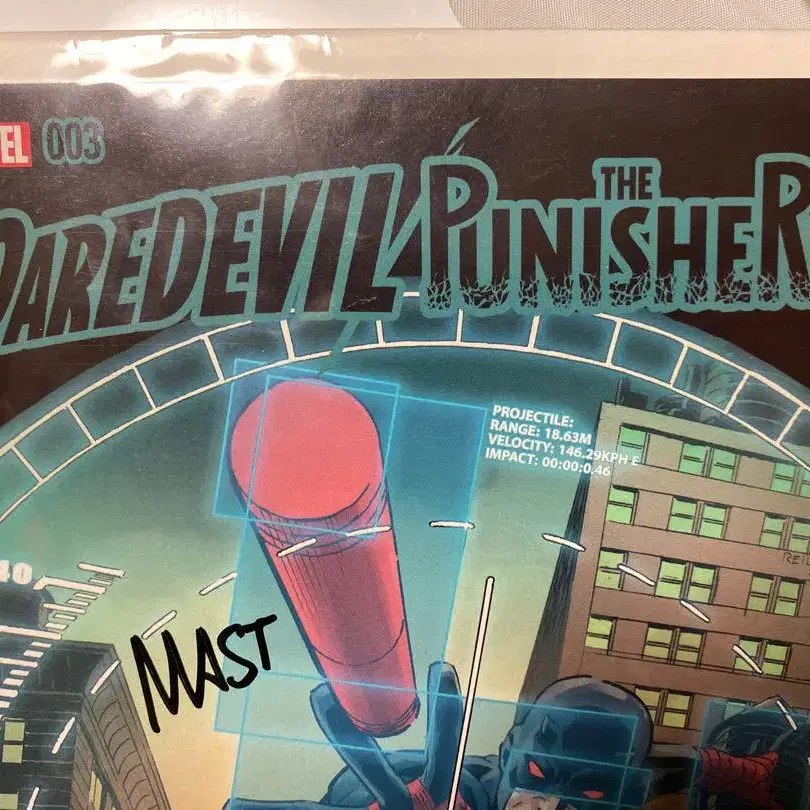 EL 003
THE
DAREDEVIL PUNISHER
PROJECTILE:
RANGE: 18.63M
VELOCITY: 146.29KPH E
IMPACT: 00:00:0.46
MAST